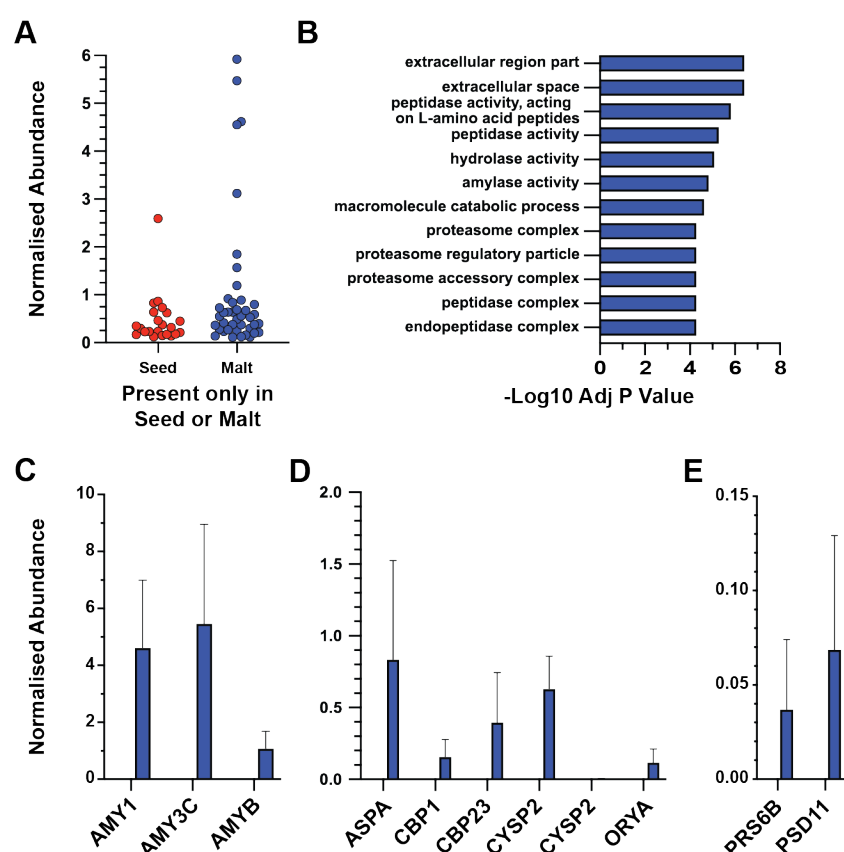 A
B
Normalised Abundance
6
5
4
3
2
1
0
Seed
Malt
Present only in
Seed or Malt
extracellular region part
extracellular space
peptidase activity, acting
on L-amino acid peptides
peptidase activity
hydrolase activity
amylase activity
macromolecule catabolic process
proteasome complex
proteasome regulatory particle
proteasome accessory complex
peptidase complex
endopeptidase complex
0 2 4 6 8
-Log10 Adj P Value
C
Normalised Abundance
10
8
6
4
2
0
AMY1
AMY3C
AMYB
D
2.0
1.5
1.0
0.5
0.0
ASPA
CBP1
CBP23
CYSP2
CYSP2
ORYA
E
0.15
0.10
0.05
0.00
PRS6B
PSD11